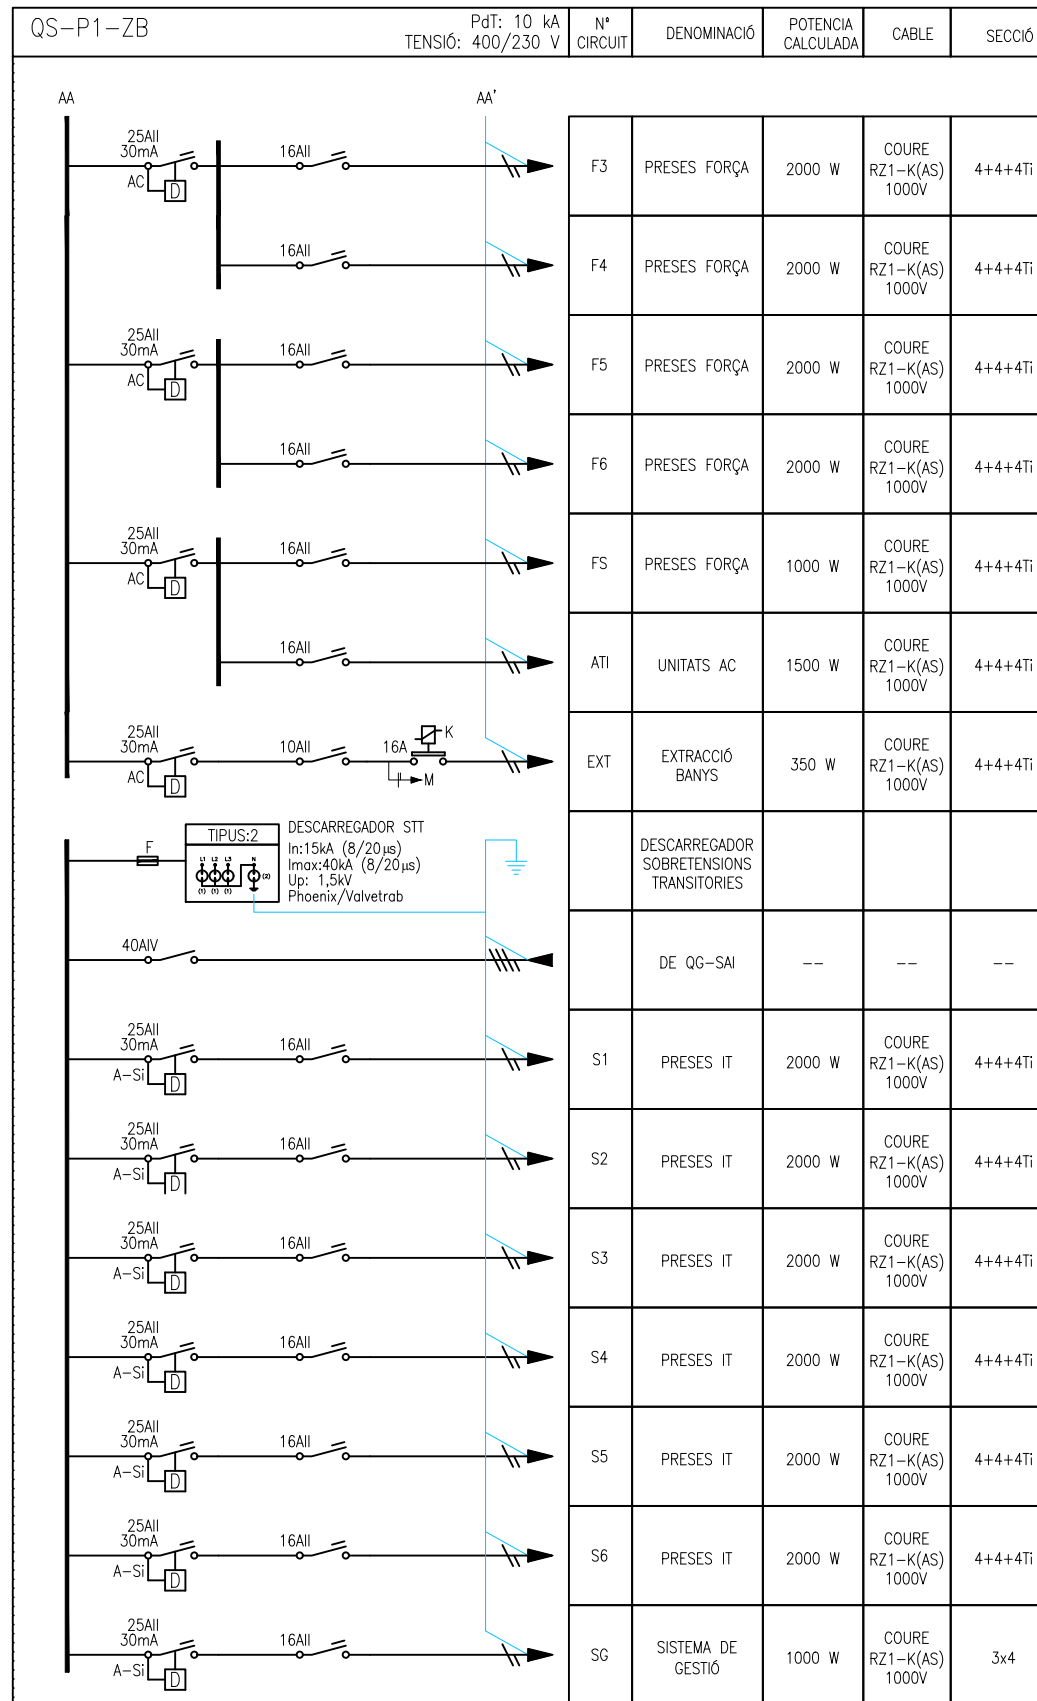 QS-P1-ZB
PdT: 10 kA
TENSIÓ: 400/230 V
Nº
CIRCUIT
DENOMINACIÓ
POTENCIA
CALCULADA
CABLE
SECCIÓ
AA
AA'
25AII
30mA
AC
D
16AII
F3
PRESES FORÇA
2000 W
COURE
RZ1-K(AS)
1000V
4+4+4Ti
16AII
F4
PRESES FORÇA
2000 W
COURE
RZ1-K(AS)
1000V
4+4+4Ti
25AII
30mA
AC
D
16AII
F5
PRESES FORÇA
2000 W
COURE
RZ1-K(AS)
1000V
4+4+4Ti
16AII
F6
PRESES FORÇA
2000 W
COURE
RZ1-K(AS)
1000V
4+4+4Ti
25AII
30mA
AC
D
16AII
FS
PRESES FORÇA
1000 W
COURE
RZ1-K(AS)
1000V
4+4+4Ti
16AII
ATI
UNITATS AC
1500 W
COURE
RZ1-K(AS)
1000V
4+4+4Ti
25AII
30mA
AC
D
10AII
16A
K
M
EXT
EXTRACCIÓ
BANYS
350 W
COURE
RZ1-K(AS)
1000V
4+4+4Ti
F
TIPUS:2
L1 L2 L3 N
(1) (1) (1) (2)
DESCARREGADOR STT
In:15kA (8/20µs)
Imax:40kA (8/20µs)
Up: 1,5kV
Phoenix/Valvetrab
DESCARREGADOR
SOBRETENSIONS
TRANSITORIES
40AIV
DE QG-SAI
--
--
--
25AII
30mA
A-Si
D
16AII
S1
PRESES IT
2000 W
COURE
RZ1-K(AS)
1000V
4+4+4Ti
25AII
30mA
A-Si
D
16AII
S2
PRESES IT
2000 W
COURE
RZ1-K(AS)
1000V
4+4+4Ti
25AII
30mA
A-Si
D
16AII
S3
PRESES IT
2000 W
COURE
RZ1-K(AS)
1000V
4+4+4Ti
25AII
30mA
A-Si
D
16AII
S4
PRESES IT
2000 W
COURE
RZ1-K(AS)
1000V
4+4+4Ti
25AII
30mA
A-Si
D
16AII
S5
PRESES IT
2000 W
COURE
RZ1-K(AS)
1000V
4+4+4Ti
25AII
30mA
A-Si
D
16AII
S6
PRESES IT
2000 W
COURE
RZ1-K(AS)
1000V
4+4+4Ti
25AII
30mA
A-Si
D
16AII
SG
SISTEMA DE
GESTIÓ
1000 W
COURE
RZ1-K(AS)
1000V
3x4